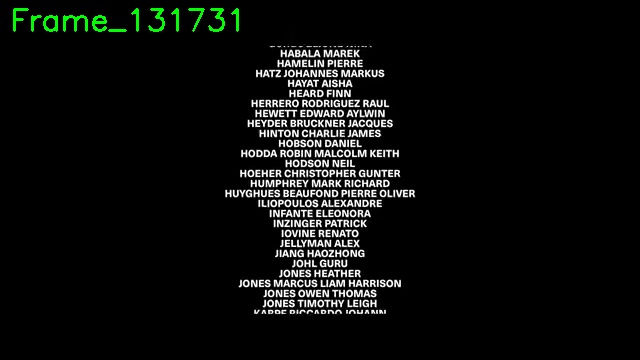 Frame_131731
HABALA MAREK
HAMELIN PIERRE
HATZ JOHANNES MARKUS
HAYAT AISHA
HEARD FINN
HERRERO RODRIGUEZ RAUL
HEWETT EDWARD AYLWIN
HEYDER BRUCKNER JACQUES
HINTON CHARLIE JAMES
HOBSON DANIEL
HODDA ROBIN MALCOLM KEITH
HODSON NEIL
HOEHER CHRISTOPHER GUNTER
HUMPHREY MARK RICHARD
HUYGHUES BEAUFOND PIERRE OLIVER
ILIOPOULOS ALEXANDRE
INFANTE ELEONORA
INZINGER PATRICK
IOVINE RENATO
JELLYMAN ALEX
JIANG HAOZHONG
JOHL GURU
JONES HEATHER
JONES MARCUS LIAM HARRISON
JONES OWEN THOMAS
JONES TIMOTHY LEIGH
RICCARDO JOHANN